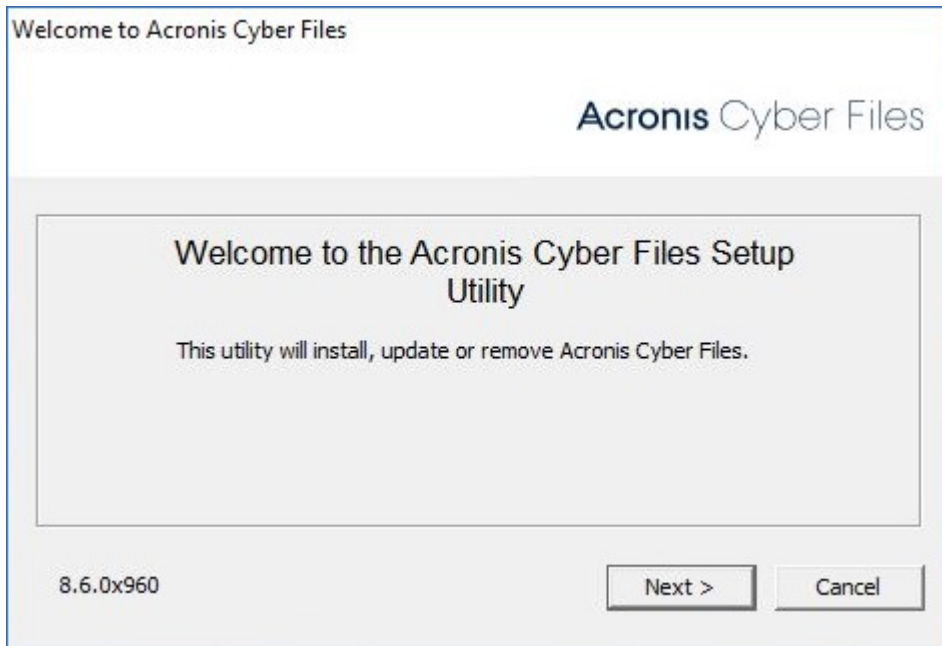 Welcome to Acronis Cyber Files
Acronis Cyber Files
Welcome to the Acronis Cyber Files Setup
Utility
This utility will install, update or remove Acronis Cyber Files.
8.6.0x960
Next >
Cancel